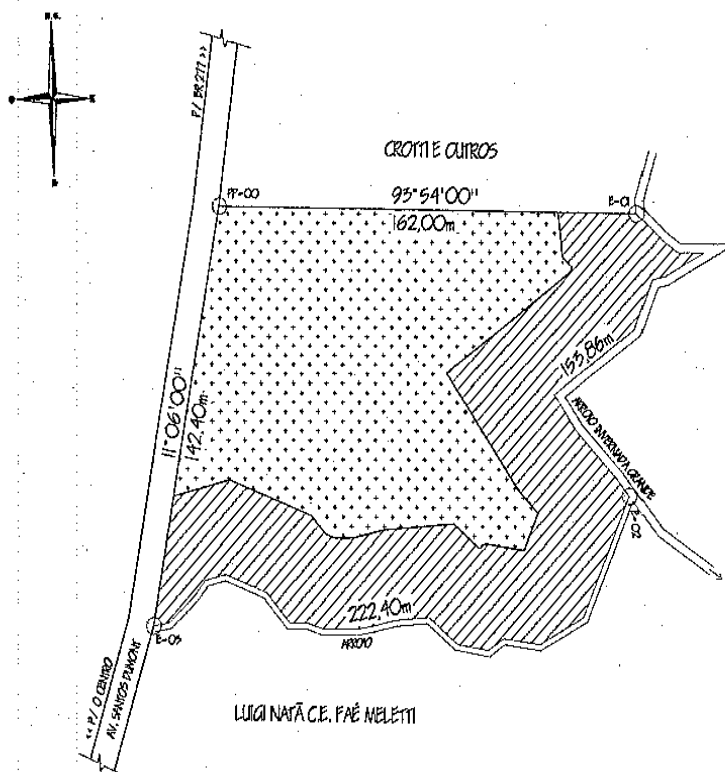 N.G.
P/ BR 277 >>
CROTTI E OUTROS
PP-00
93°54'00"
E-01
162,00m
153,86m
11°06'00"
142,40m
ARROIO INVERNADA GRANDE
E-02
222,40m
E-03
ARROIO
<< P/ O CENTRO
AV. SANTOS DUMONT
LUIGI NATÃ C.E. FAÉ MELETTI